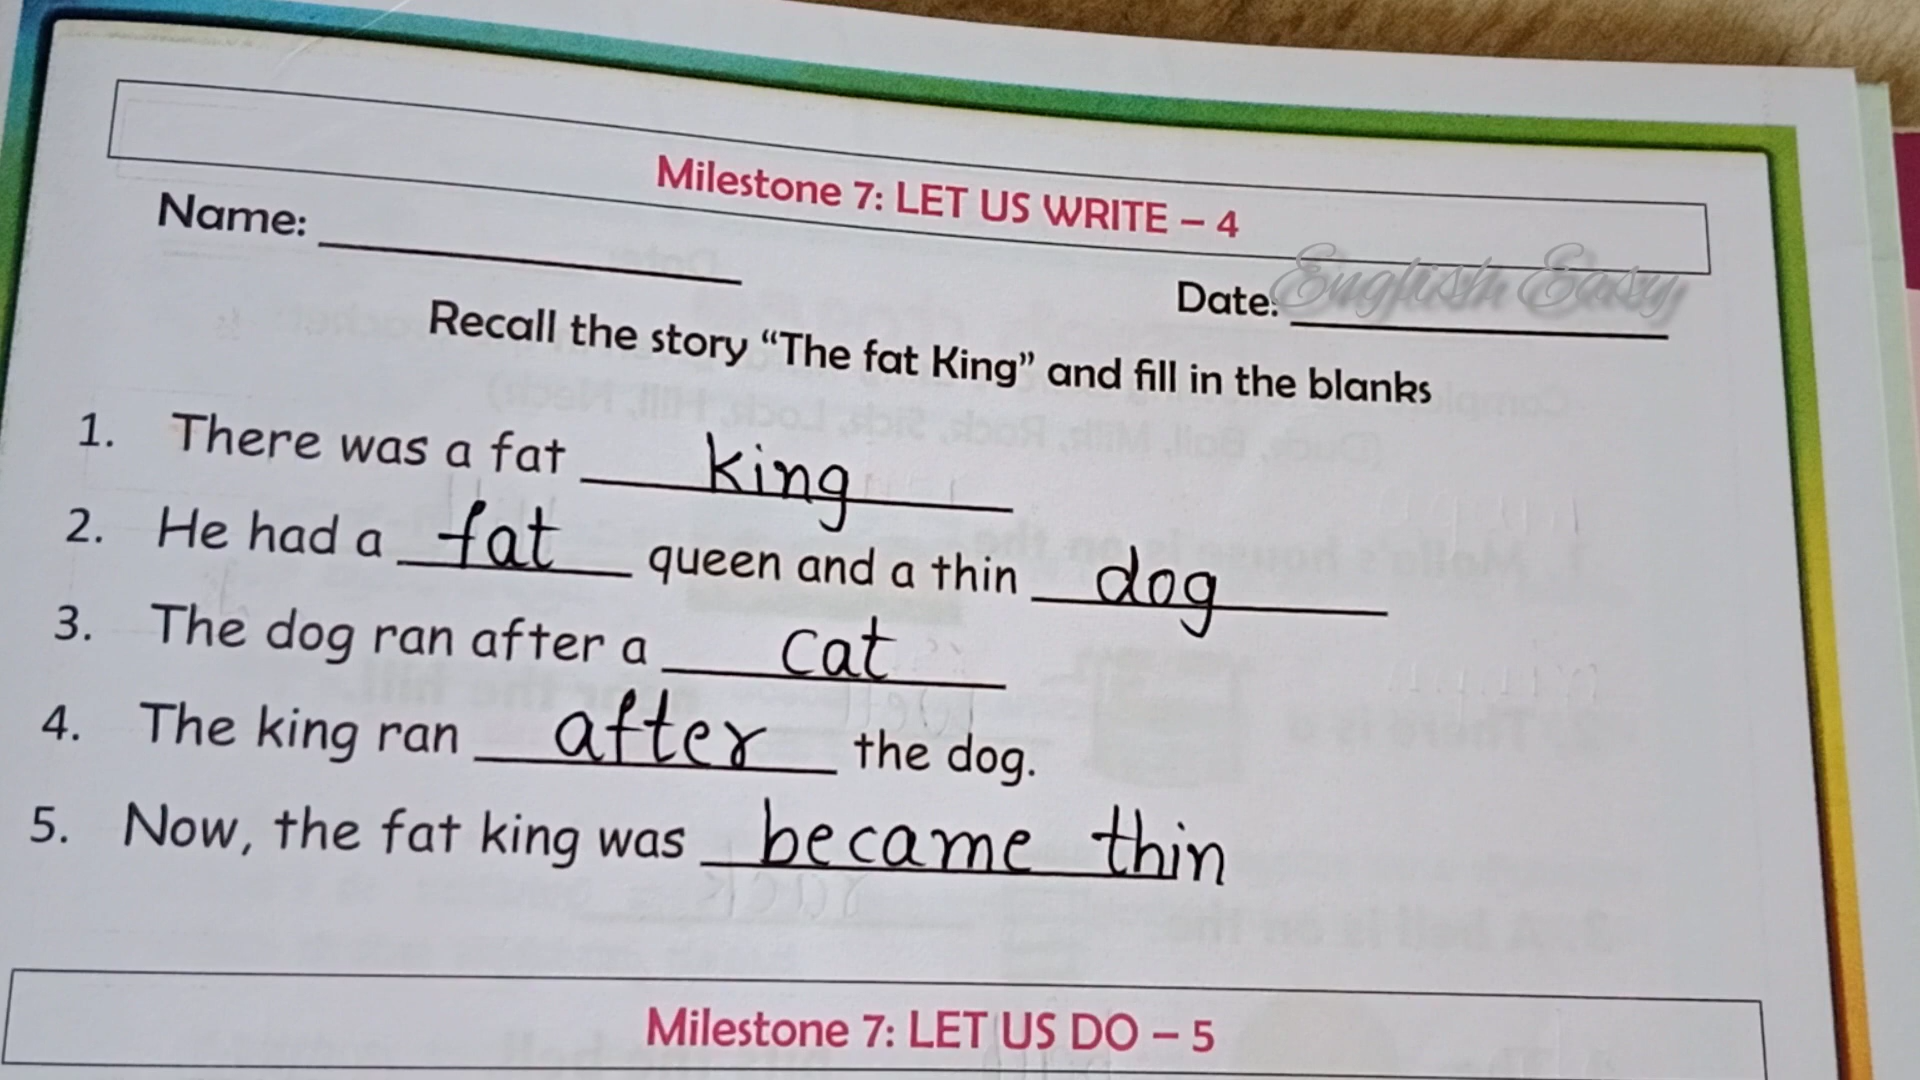 Milestone 7: LET US WRITE – 4
Name:
Date: English Easy
Recall the story “The fat King” and fill in the blanks
1. There was a fat king
2. He had a fat queen and a thin dog
3. The dog ran after a cat
4. The king ran after the dog.
5. Now, the fat king was became thin
Milestone 7: LET US DO – 5